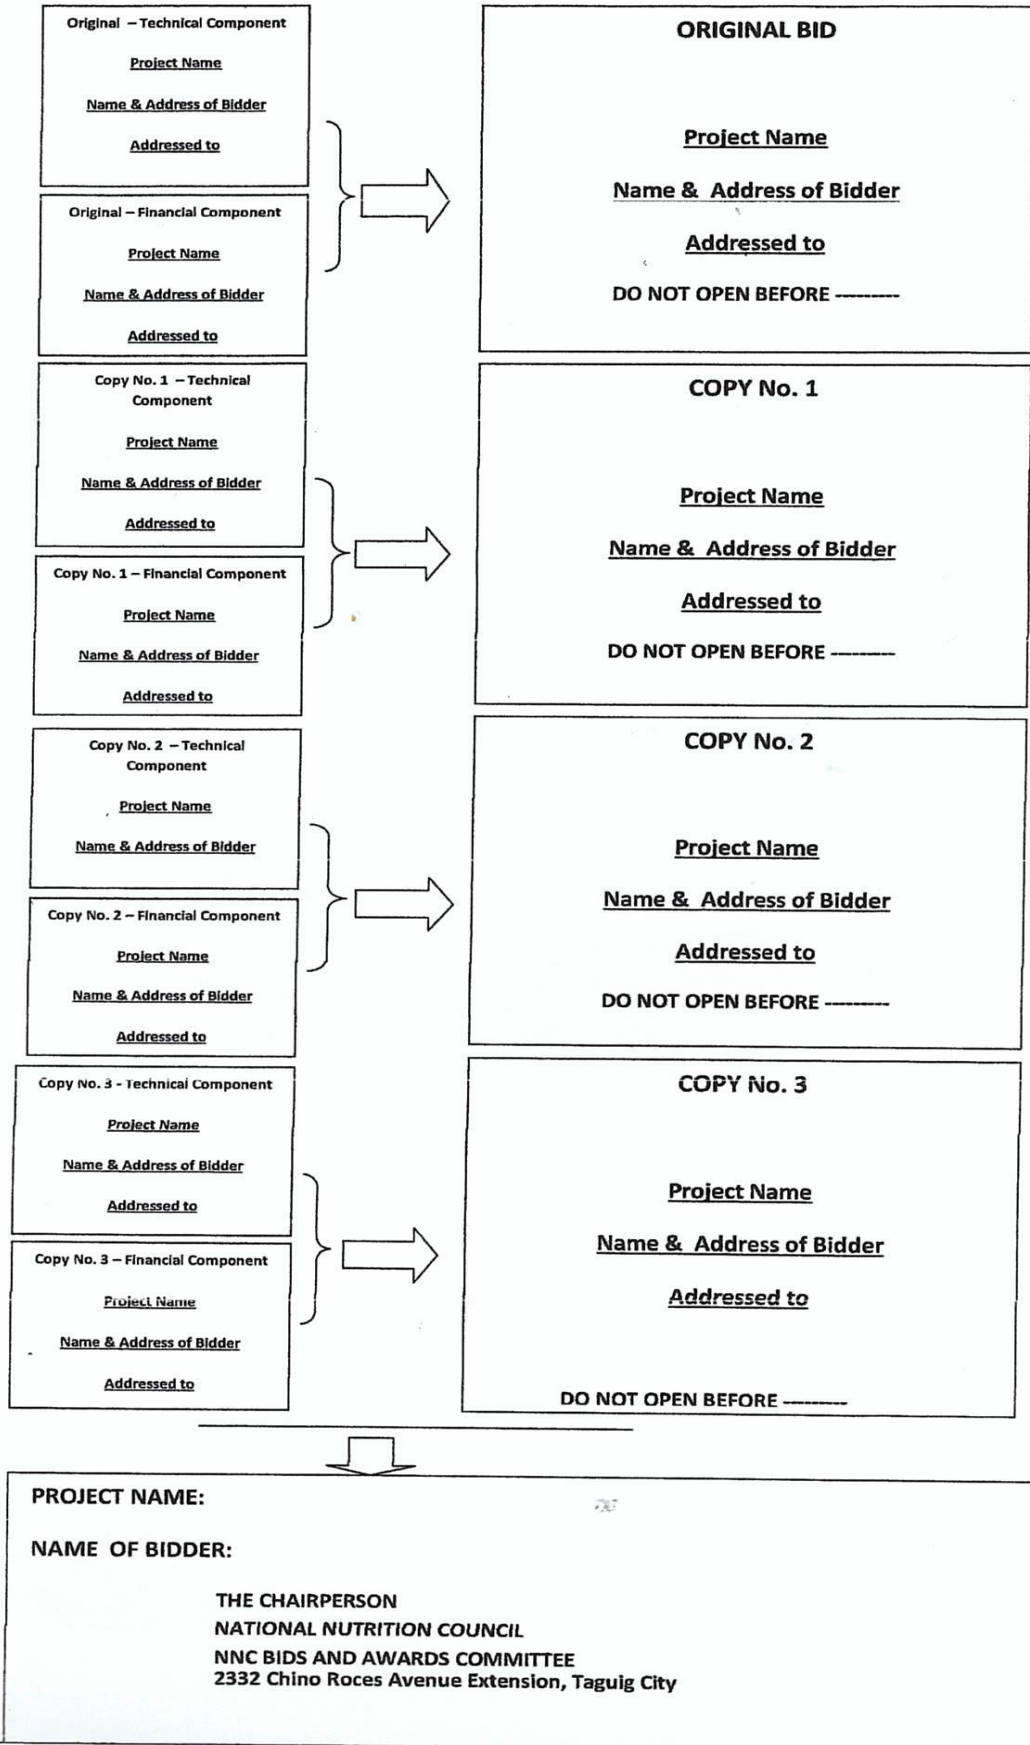 Original – Technical Component
Project Name
Name & Address of Bidder
Addressed to
Original – Financial Component
Project Name
Name & Address of Bidder
Addressed to
ORIGINAL BID
Project Name
Name & Address of Bidder
Addressed to
DO NOT OPEN BEFORE ---------
Copy No. 1 – Technical
Component
Project Name
Name & Address of Bidder
Addressed to
Copy No. 1 – Financial Component
Project Name
Name & Address of Bidder
Addressed to
COPY No. 1
Project Name
Name & Address of Bidder
Addressed to
DO NOT OPEN BEFORE ---------
Copy No. 2 – Technical
Component
Project Name
Name & Address of Bidder
Copy No. 2 – Financial Component
Project Name
Name & Address of Bidder
Addressed to
COPY No. 2
Project Name
Name & Address of Bidder
Addressed to
DO NOT OPEN BEFORE ---------
Copy No. 3 - Technical Component
Project Name
Name & Address of Bidder
Addressed to
Copy No. 3 – Financial Component
Project Name
Name & Address of Bidder
Addressed to
COPY No. 3
Project Name
Name & Address of Bidder
Addressed to
DO NOT OPEN BEFORE ---------
PROJECT NAME:
NAME OF BIDDER:
THE CHAIRPERSON
NATIONAL NUTRITION COUNCIL
NNC BIDS AND AWARDS COMMITTEE
2332 Chino Roces Avenue Extension, Taguig City